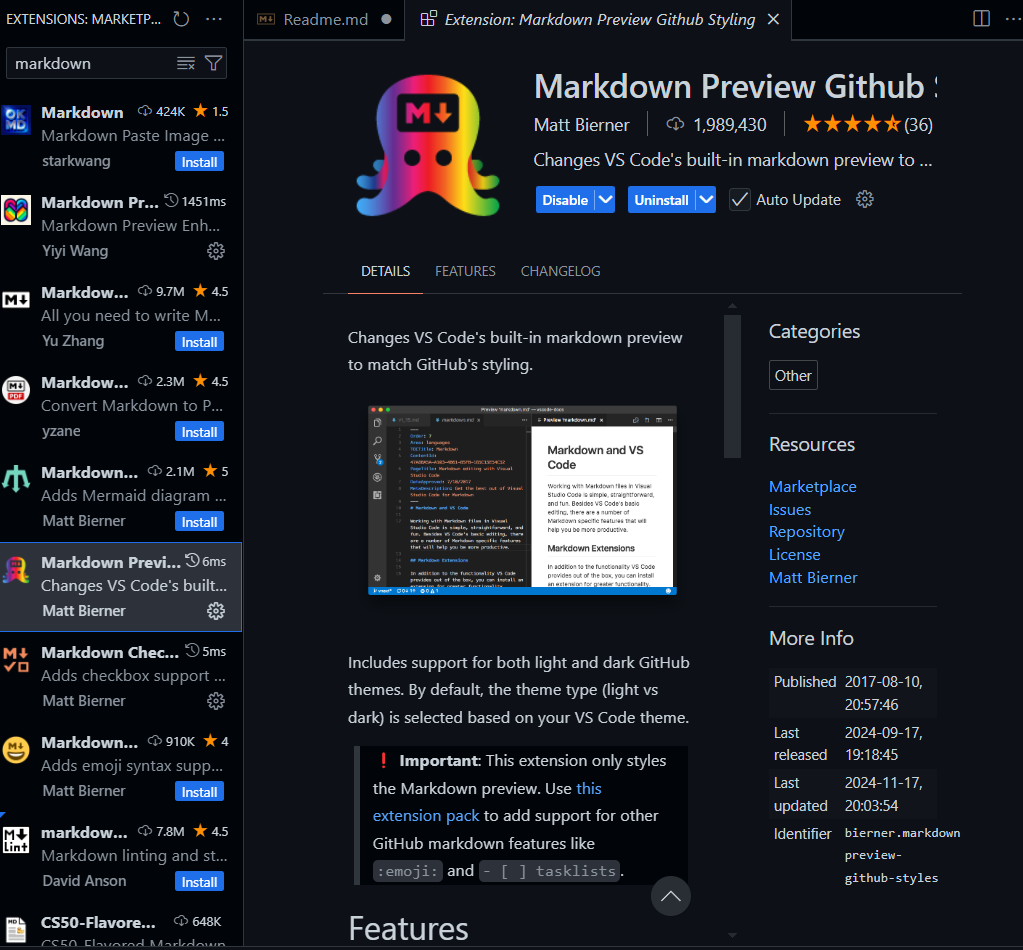 EXTENSIONS: MARKETP...
markdown
Markdown 424K 1.5
Markdown Paste Image ...
starkwang
Install
Markdown Pr... 1451ms
Markdown Preview Enh...
Yiyi Wang
Markdow... 9.7M 4.5
All you need to write M...
Yu Zhang
Install
Markdow... 2.3M 4.5
Convert Markdown to P...
yzane
Install
Markdown... 2.1M 5
Adds Mermaid diagram ...
Matt Bierner
Install
Markdown Previ... 6ms
Changes VS Code's built...
Matt Bierner
Markdown Chec... 5ms
Adds checkbox support ...
Matt Bierner
Markdown... 910K 4
Adds emoji syntax supp...
Matt Bierner
Install
markdow... 7.8M 4.5
Markdown linting and st...
David Anson
Install
CS50-Flavore... 648K
CS50-Flavored Markdown
Readme.md
Extension: Markdown Preview Github Styling
Markdown Preview Github
Matt Bierner 1,989,430 (36)
Changes VS Code's built-in markdown preview to ...
Disable Uninstall Auto Update
DETAILS FEATURES CHANGELOG
Changes VS Code's built-in markdown preview
to match GitHub's styling.
Markdown and VS
Code
Working with Markdown files in Visual
Studio Code is simple, straightforward,
and fun. Besides VS Code's basic
editing, there are a number of
Markdown specific features that will
help you be more productive.
Markdown Extensions
In addition to the functionality VS Code
provides out of the box, you can install
an extension for greater functionality.
Includes support for both light and dark GitHub
themes. By default, the theme type (light vs
dark) is selected based on your VS Code theme.
❗ Important: This extension only styles
the Markdown preview. Use this
extension pack to add support for other
GitHub markdown features like
:emoji: and - [ ] tasklists.
Features
Categories
Other
Resources
Marketplace
Issues
Repository
License
Matt Bierner
More Info
Published 2017-08-10,
20:57:46
Last 2024-09-17,
released 19:18:45
Last 2024-11-17,
updated 20:03:54
Identifier bierner.markdown
preview-
github-styles